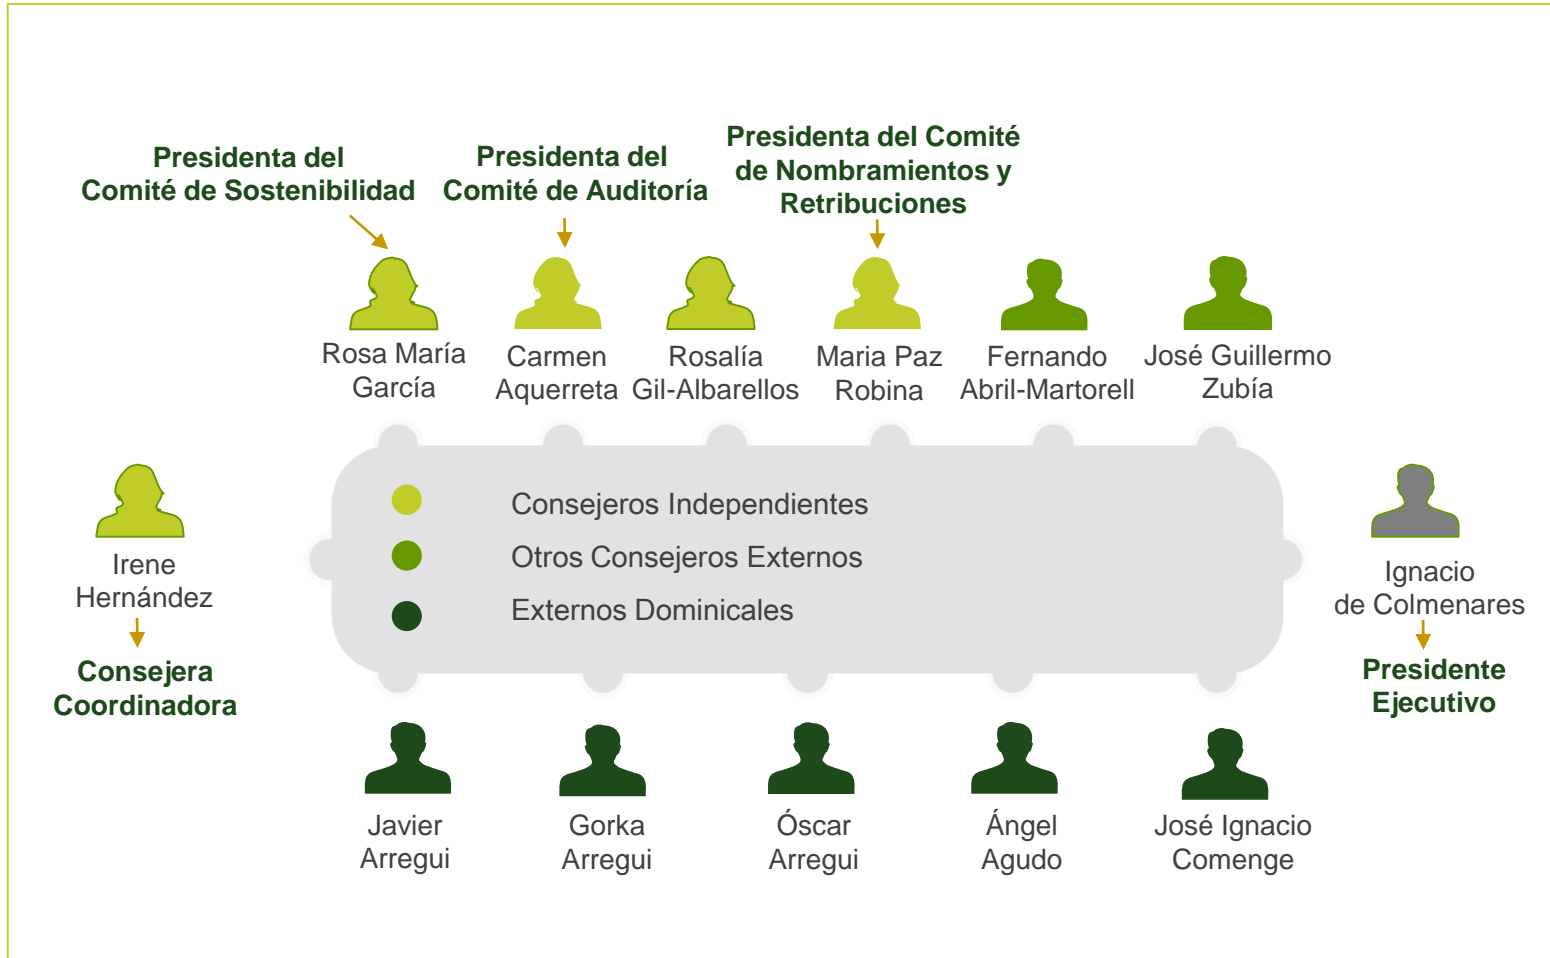 Presidenta del
Comité de Sostenibilidad
Presidenta del
Comité de Auditoría
Presidenta del Comité
de Nombramientos y
Retribuciones
Rosa María
García
Carmen
Aquerreta
Rosalía
Gil-Albarellos
Maria Paz
Robina
Fernando
Abril-Martorell
José Guillermo
Zubía
Irene
Hernández
Consejera
Coordinadora
Consejeros Independientes
Otros Consejeros Externos
Externos Dominicales
Ignacio
de Colmenares
Presidente
Ejecutivo
Javier
Arregui
Gorka
Arregui
Óscar
Arregui
Ángel
Agudo
José Ignacio
Comenge